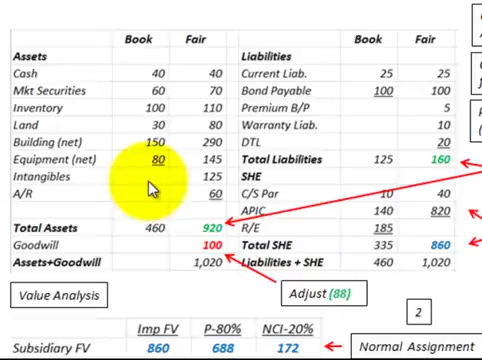 Book Fair Book Fair
Assets Liabilities
Cash 40 40 Current Liab. 25 25
Mkt Securities 60 70 Bond Payable 100 100
Inventory 100 110 Premium B/P 5
Land 30 80 Warranty Liab. 10
Building (net) 150 290 DTL 20
Equipment (net) 80 145 Total Liabilities 125 160
Intangibles 125 SHE
A/R 60 C/S Par 10 40
APIC 140 820
Total Assets 460 920 R/E 185
Goodwill 100 Total SHE 335 860
Assets+Goodwill 1,020 Liabilities + SHE 460 1,020
Value Analysis Adjust (88)
2
Imp FV P-80% NCI-20%
Subsidiary FV 860 688 172 Normal Assignment